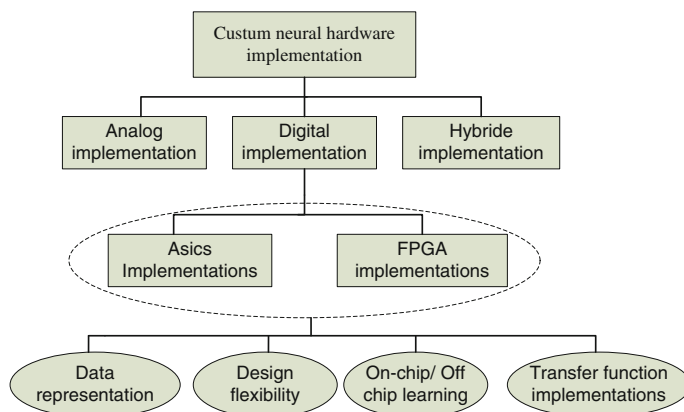 Custum neural hardware
implementation
Analog
implementation
Digital
implementation
Hybride
implementation
Asics
Implementations
FPGA
implementations
Data
representation
Design
flexibility
On-chip/ Off
chip learning
Transfer function
implementations